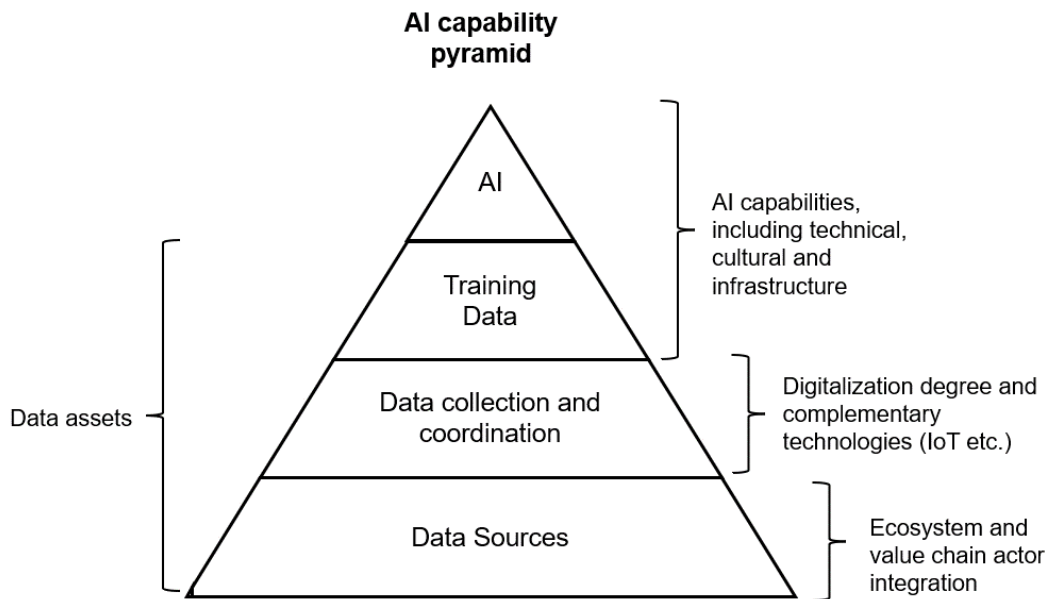 AI capability
pyramid
AI
AI capabilities,
including technical,
cultural and
infrastructure
Training
Data
Data assets
Data collection and
coordination
Digitalization degree and
complementary
technologies (IoT etc.)
Data Sources
Ecosystem and
value chain actor
integration